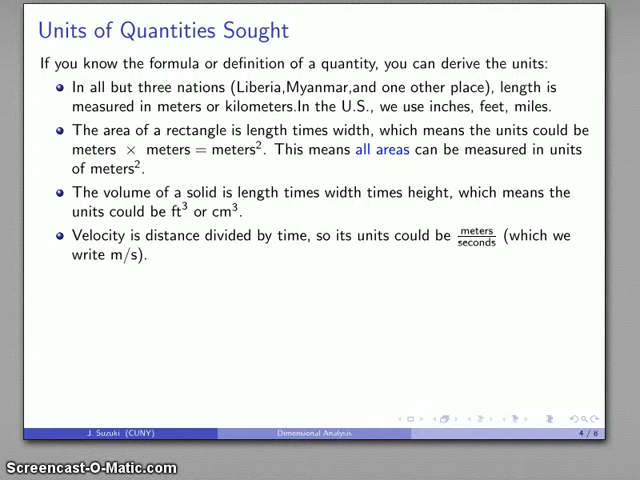 Units of Quantities Sought
If you know the formula or definition of a quantity, you can derive the units:
In all but three nations (Liberia,Myanmar,and one other place), length is
measured in meters or kilometers.In the U.S., we use inches, feet, miles.
The area of a rectangle is length times width, which means the units could be
meters × meters = meters². This means all areas can be measured in units
of meters².
The volume of a solid is length times width times height, which means the
units could be ft³ or cm³.
Velocity is distance divided by time, so its units could be meters/seconds (which we
write m/s).
J. Suzuki (CUNY) Dimensional Analysis 4 / 8
Screencast-O-Matic.com